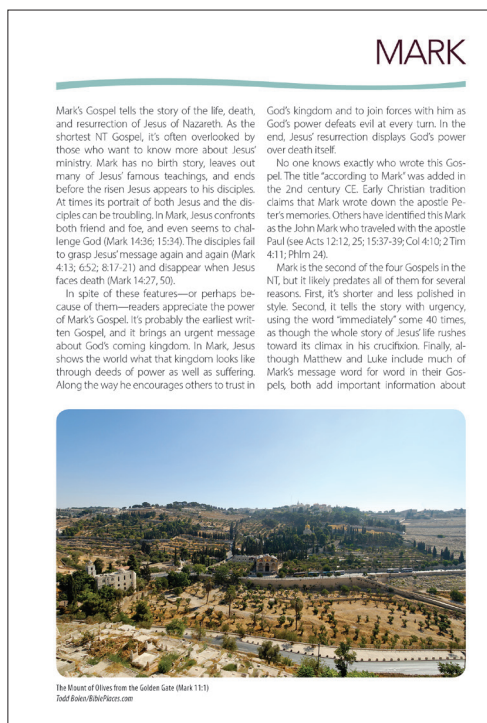 MARK
Mark's Gospel tells the story of the life, death,
and resurrection of Jesus of Nazareth. As the
shortest NT Gospel, it's often overlooked by
those who want to know more about Jesus'
ministry. Mark has no birth story, leaves out
many of Jesus' famous teachings, and ends
before the risen Jesus appears to his disciples.
At times its portrait of both Jesus and the dis-
ciples can be troubling. In Mark, Jesus confronts
both friend and foe, and even seems to chal-
lenge God (Mark 14:36; 15:34). The disciples fail
to grasp Jesus' message again and again (Mark
4:13; 6:52; 8:17-21) and disappear when Jesus
faces death (Mark 14:27, 50).
In spite of these features—or perhaps be-
cause of them—readers appreciate the power
of Mark's Gospel. It's probably the earliest writ-
ten Gospel, and it brings an urgent message
about God's coming kingdom. In Mark, Jesus
shows the world what that kingdom looks like
through deeds of power as well as suffering.
Along the way he encourages others to trust in
God's kingdom and to join forces with him as
God's power defeats evil at every turn. In the
end, Jesus' resurrection displays God's power
over death itself.
No one knows exactly who wrote this Gos-
pel. The title "according to Mark" was added in
the 2nd century CE. Early Christian tradition
claims that Mark wrote down the apostle Pe-
ter's memories. Others have identified this Mark
as the John Mark who traveled with the apostle
Paul (see Acts 12:12, 25; 15:37-39; Col 4:10; 2 Tim
4:11; Phlm 24).
Mark is the second of the four Gospels in the
NT, but it likely predates all of them for several
reasons. First, it's shorter and less polished in
style. Second, it tells the story with urgency,
using the word "immediately" some 40 times,
as though the whole story of Jesus' life rushes
toward its climax in his crucifixion. Finally, al-
though Matthew and Luke include much of
Mark's message word for word in their Gos-
pels, both add important information about
The Mount of Olives from the Golden Gate (Mark 11:1)
Todd Bolen/BiblePlaces.com